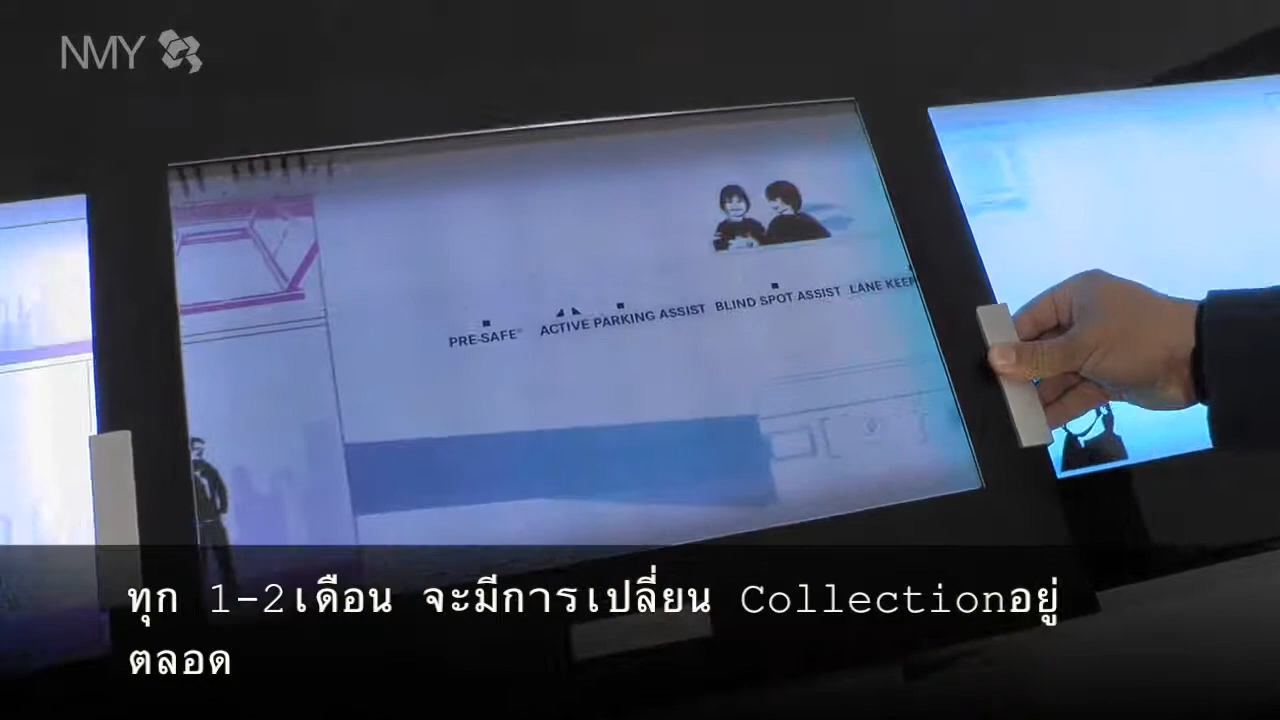 NMY
PRE-SAFE® ACTIVE PARKING ASSIST BLIND SPOT ASSIST LANE KEEP
ทุก 1-2เดือน จะมีการเปลี่ยน Collectionอยู่
ตลอด